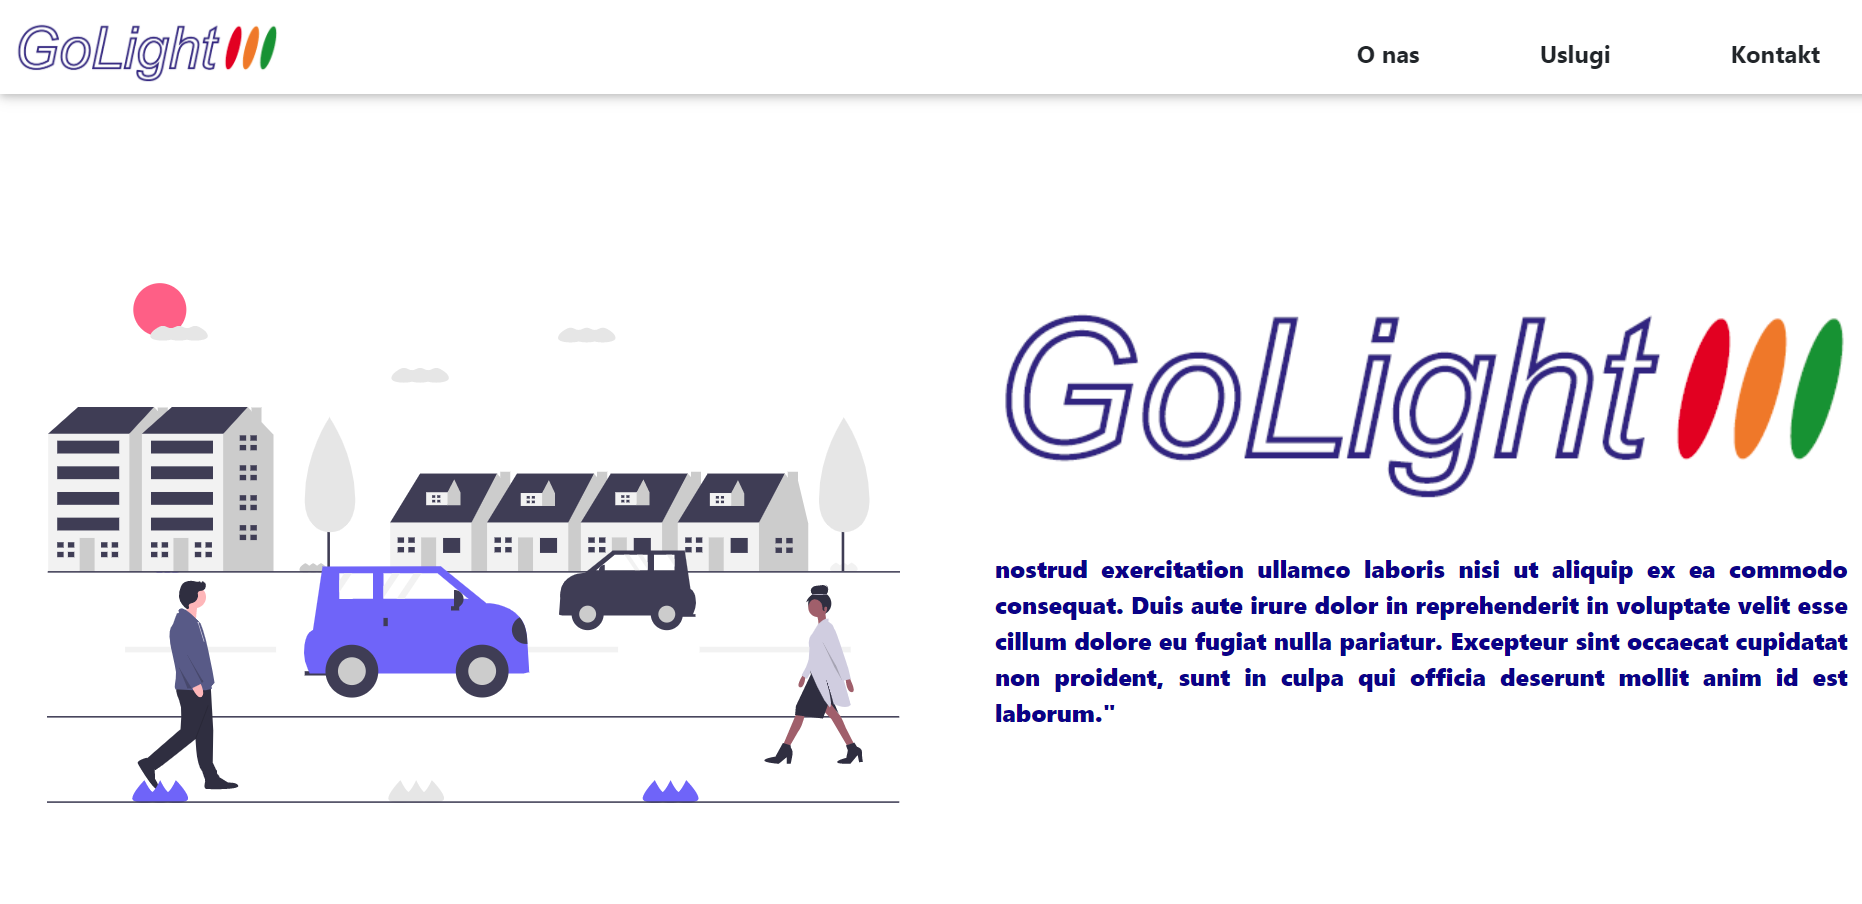 GoLight
O nas
Uslugi
Kontakt
GoLight
nostrud exercitation ullamco laboris nisi ut aliquip ex ea commodo
consequat. Duis aute irure dolor in reprehenderit in voluptate velit esse
cillum dolore eu fugiat nulla pariatur. Excepteur sint occaecat cupidatat
non proident, sunt in culpa qui officia deserunt mollit anim id est
laborum."